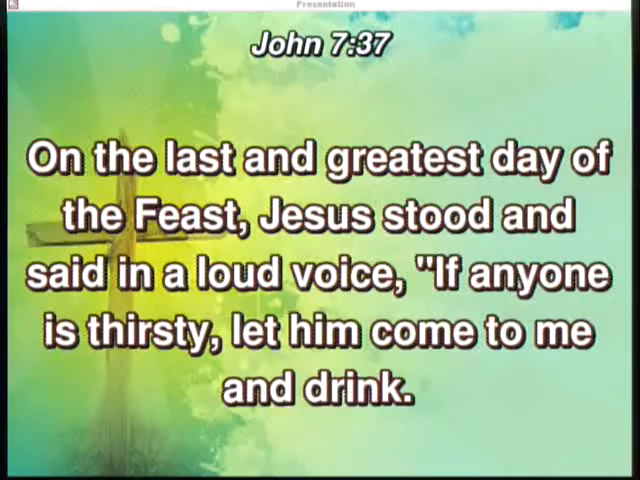 Presentation
John 7:37
On the last and greatest day of
the Feast, Jesus stood and
said in a loud voice, "If anyone
is thirsty, let him come to me
and drink.